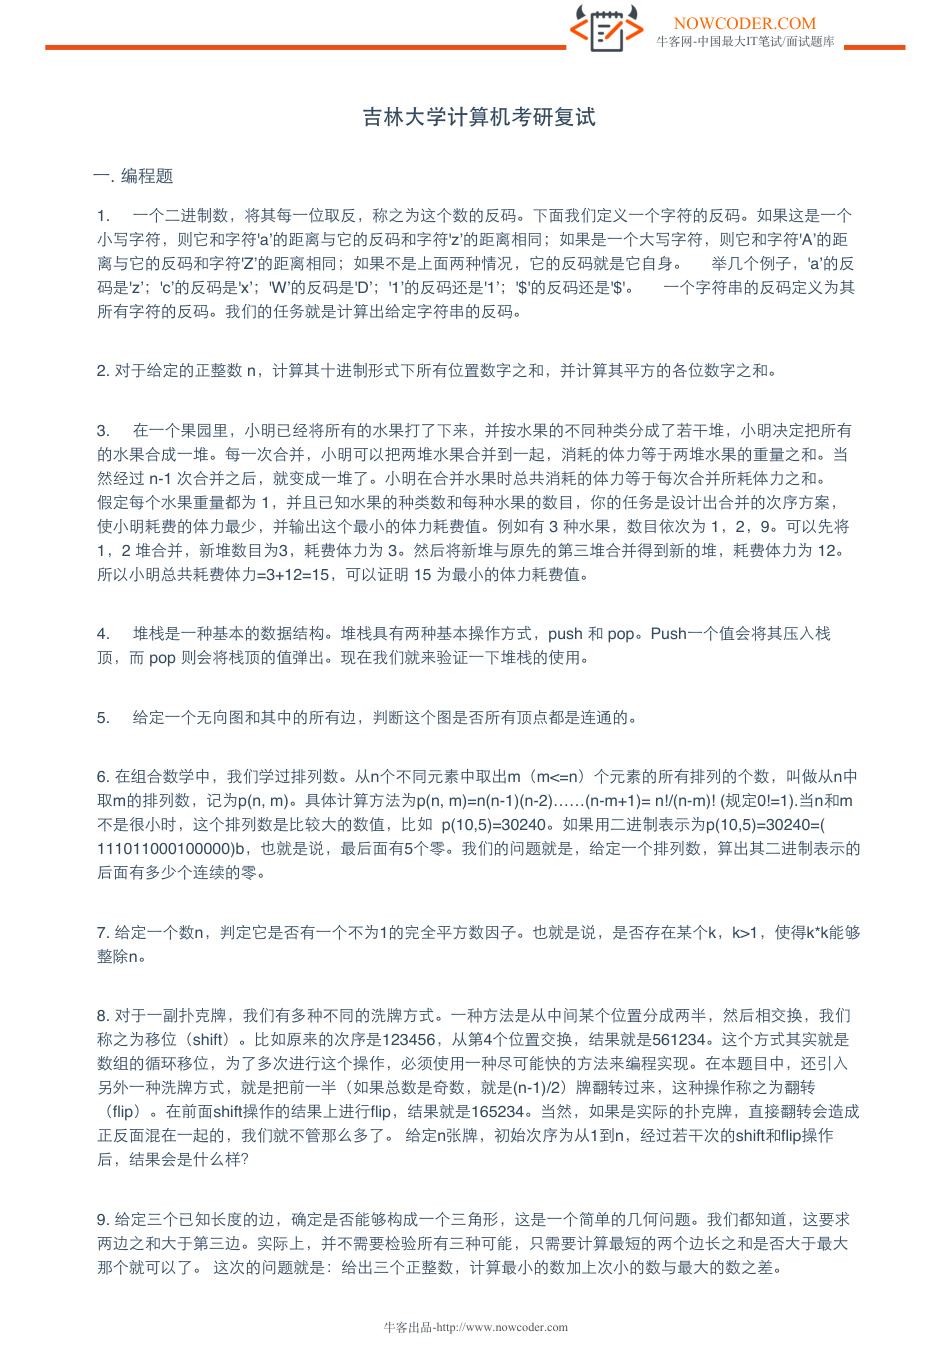 NOWCODER.COM
牛客网-中国最大IT笔试/面试题库
吉林大学计算机考研复试
一. 编程题
1. 一个二进制数，将其每一位取反，称之为这个数的反码。下面我们定义一个字符的反码。如果这是一个
小写字符，则它和字符'a’的距离与它的反码和字符'z’的距离相同；如果是一个大写字符，则它和字符'A’的距
离与它的反码和字符'Z’的距离相同；如果不是上面两种情况，它的反码就是它自身。 举几个例子，'a’的反
码是'z’；'c’的反码是'x’；'W’的反码是'D’；'1’的反码还是'1’；'$'的反码还是'$'。 一个字符串的反码定义为其
所有字符的反码。我们的任务就是计算出给定字符串的反码。
2. 对于给定的正整数 n，计算其十进制形式下所有位置数字之和，并计算其平方的各位数字之和。
3. 在一个果园里，小明已经将所有的水果打了下来，并按水果的不同种类分成了若干堆，小明决定把所有
的水果合成一堆。每一次合并，小明可以把两堆水果合并到一起，消耗的体力等于两堆水果的重量之和。当
然经过 n-1 次合并之后，就变成一堆了。小明在合并水果时总共消耗的体力等于每次合并所耗体力之和。
假定每个水果重量都为 1，并且已知水果的种类数和每种水果的数目，你的任务是设计出合并的次序方案，
使小明耗费的体力最少，并输出这个最小的体力耗费值。例如有 3 种水果，数目依次为 1，2，9。可以先将
1，2 堆合并，新堆数目为3，耗费体力为 3。然后将新堆与原先的第三堆合并得到新的堆，耗费体力为 12。
所以小明总共耗费体力=3+12=15，可以证明 15 为最小的体力耗费值。
4. 堆栈是一种基本的数据结构。堆栈具有两种基本操作方式，push 和 pop。Push一个值会将其压入栈
顶，而 pop 则会将栈顶的值弹出。现在我们就来验证一下堆栈的使用。
5. 给定一个无向图和其中的所有边，判断这个图是否所有顶点都是连通的。
6. 在组合数学中，我们学过排列数。从n个不同元素中取出m（m<=n）个元素的所有排列的个数，叫做从n中
取m的排列数，记为p(n, m)。具体计算方法为p(n, m)=n(n-1)(n-2)……(n-m+1)= n!/(n-m)! (规定0!=1).当n和m
不是很小时，这个排列数是比较大的数值，比如 p(10,5)=30240。如果用二进制表示为p(10,5)=30240=(
111011000100000)b，也就是说，最后面有5个零。我们的问题就是，给定一个排列数，算出其二进制表示的
后面有多少个连续的零。
7. 给定一个数n，判定它是否有一个不为1的完全平方数因子。也就是说，是否存在某个k，k>1，使得k*k能够
整除n。
8. 对于一副扑克牌，我们有多种不同的洗牌方式。一种方法是从中间某个位置分成两半，然后相交换，我们
称之为移位（shift）。比如原来的次序是123456，从第4个位置交换，结果就是561234。这个方式其实就是
数组的循环移位，为了多次进行这个操作，必须使用一种尽可能快的方法来编程实现。在本题目中，还引入
另外一种洗牌方式，就是把前一半（如果总数是奇数，就是(n-1)/2）牌翻转过来，这种操作称之为翻转
（flip）。在前面shift操作的结果上进行flip，结果就是165234。当然，如果是实际的扑克牌，直接翻转会造成
正反面混在一起的，我们就不管那么多了。 给定n张牌，初始次序为从1到n，经过若干次的shift和flip操作
后，结果会是什么样？
9. 给定三个已知长度的边，确定是否能够构成一个三角形，这是一个简单的几何问题。我们都知道，这要求
两边之和大于第三边。实际上，并不需要检验所有三种可能，只需要计算最短的两个边长之和是否大于最大
那个就可以了。 这次的问题就是：给出三个正整数，计算最小的数加上次小的数与最大的数之差。
牛客出品-http://www.nowcoder.com